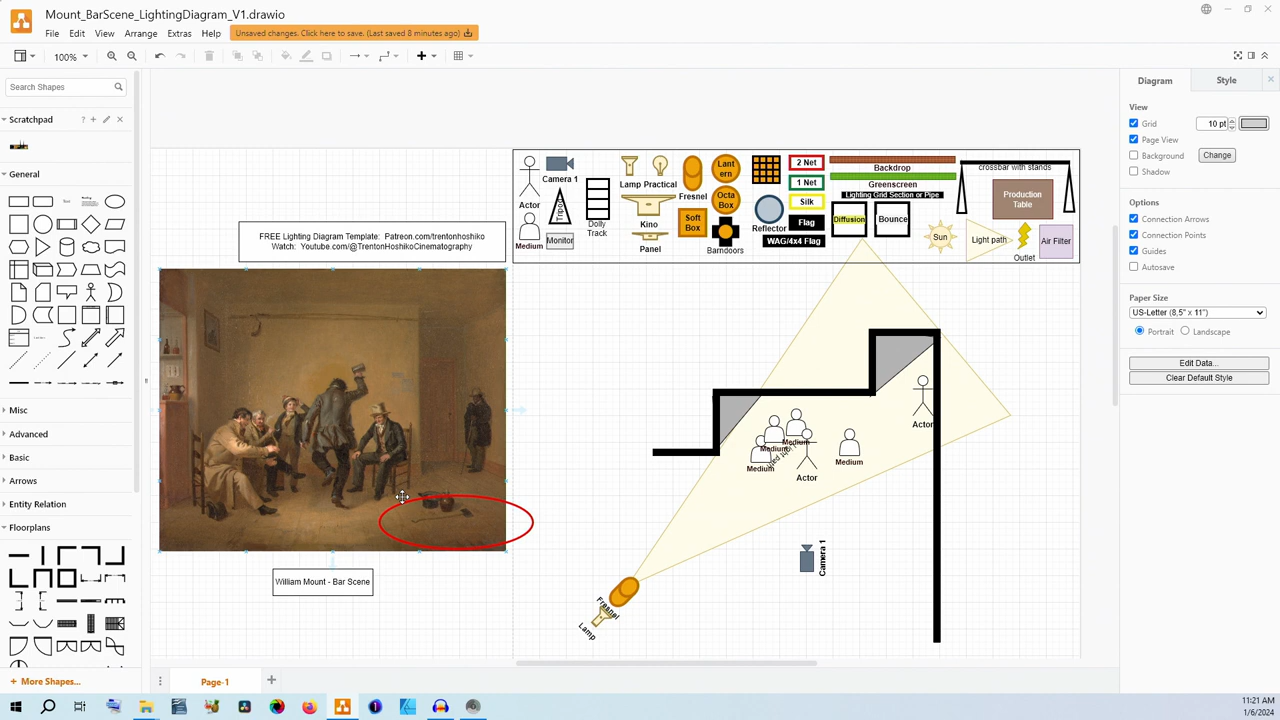 Mount_BarScene_LightingDiagram_V1.drawio
File Edit View Arrange Extras Help
Unsaved changes. Click here to save. (Last saved 8 minutes ago)
100%
Search Shapes
Scratchpad
?
General
Misc
Advanced
Basic
Arrows
Entity Relation
Floorplans
+ More Shapes...
FREE Lighting Diagram Template: Patreon.com/trentonhoshiko
Watch: Youtube.com/@TrentonHoshikoCinematography
William Mount - Bar Scene
Actor
Medium
Camera 1
Tripod
Monitor
Dolly
Track
Lamp
Practical
Kino
Panel
Fresnel
Soft
Box
Lant
ern
Octa
Box
Barndoors
Reflector
2 Net
1 Net
Silk
Flag
WAG/4x4 Flag
Backdrop
Greenscreen
Lighting Grid Section or Pipe
Diffusion
Bounce
crossbar with stands
Production
Table
Sun
Light path
Outlet
Air Filter
Actor
Medium
Medium
Medium
Medium
Actor
Camera 1
Fresnel
Lamp
Page-1
Diagram
Style
View
Grid
10 pt
Page View
Background
Change
Shadow
Options
Connection Arrows
Connection Points
Guides
Autosave
Paper Size
US-Letter (8,5" x 11")
Portrait
Landscape
Edit Data...
Clear Default Style
11:21 AM
1/6/2024